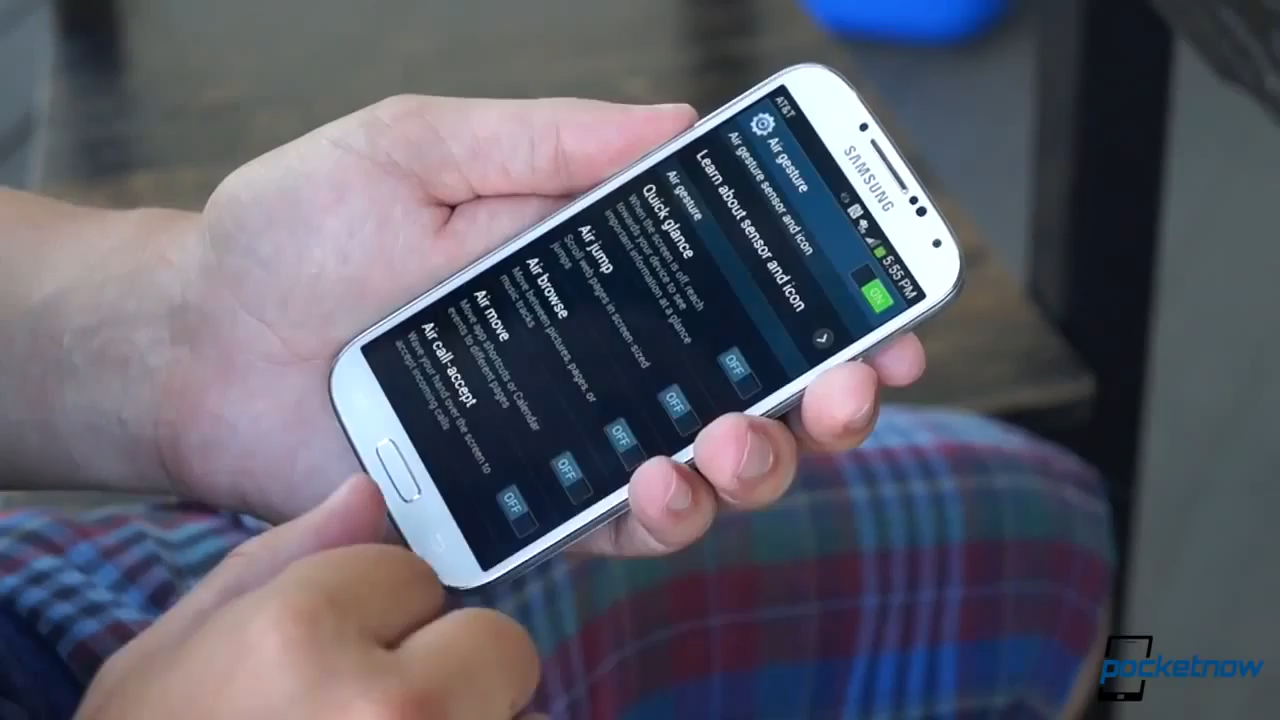 SAMSUNG
AT&T
5:55 PM
Air gesture
ON
Air gesture sensor and icon
Learn about sensor and icon
Air gesture
Quick glance
When the screen is off, reach
towards your device to see
important information at a glance
OFF
Air jump
Scroll web pages in screen-sized
jumps
OFF
Air browse
Move between pictures, pages, or
music tracks
OFF
Air move
Move app shortcuts or Calendar
events to different pages
OFF
Air call-accept
Wave your hand over the screen to
accept incoming calls
OFF
pocketnow